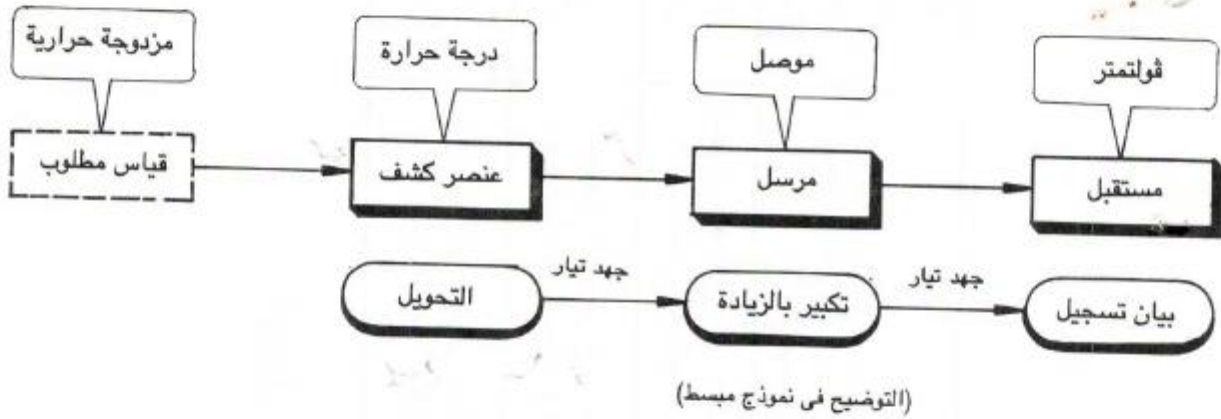 مزدوجة حرارية
درجة حرارة
موصل
ڤولتمتر
قياس مطلوب
عنصر كشف
مرسل
مستقبل
التحويل
جهد تيار
تكبير بالزيادة
جهد تيار
بيان تسجيل
(التوضيح فى نموذج مبسط)